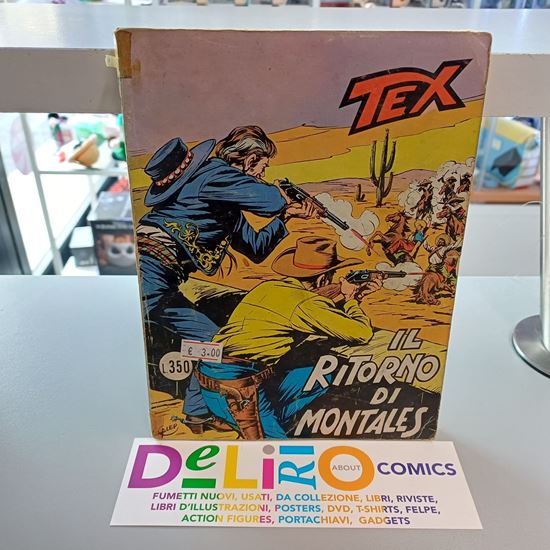 TEX
€ 3.00
L.350
IL
RITORNO
DI
MONTALES
GALEP
DeLiRiO ABOUT COMICS
FUMETTI NUOVI, USATI, DA COLLEZIONE, LIBRI, RIVISTE,
LIBRI D'ILLUSTRAZIONI, POSTERS, DVD, T-SHIRTS, FELPE,
ACTION FIGURES, PORTACHIAVI, GADGETS